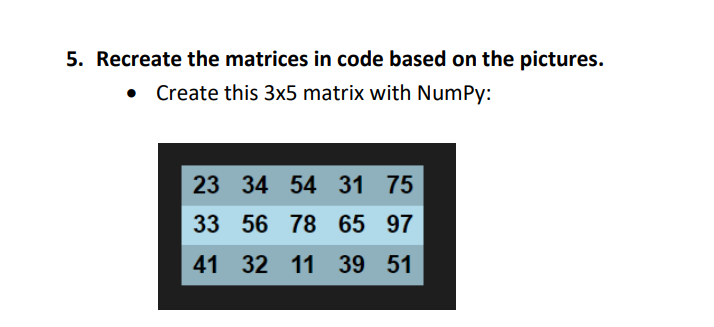 5. Recreate the matrices in code based on the pictures.
• Create this 3x5 matrix with NumPy:
23 34 54 31 75
33 56 78 65 97
41 32 11 39 51